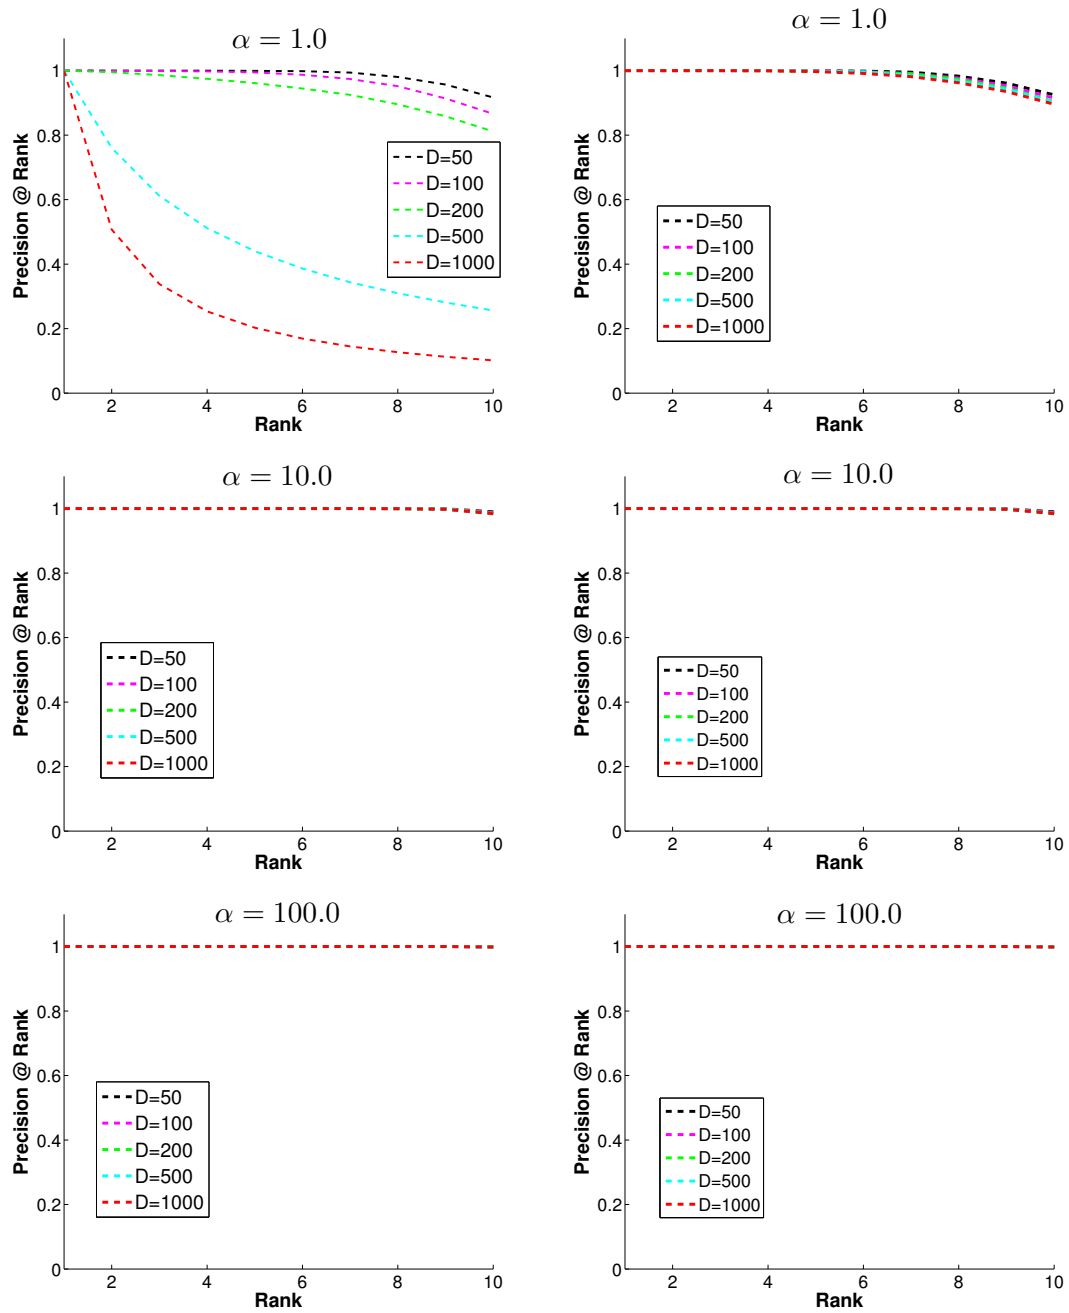 α = 1.0
1
0.8
0.6
0.4
0.2
0
Precision @ Rank
D=50
D=100
D=200
D=500
D=1000
2 4 6 8 10
Rank
α = 1.0
1
0.8
0.6
0.4
0.2
0
Precision @ Rank
D=50
D=100
D=200
D=500
D=1000
2 4 6 8 10
Rank
α = 10.0
1
0.8
0.6
0.4
0.2
0
Precision @ Rank
D=50
D=100
D=200
D=500
D=1000
2 4 6 8 10
Rank
α = 10.0
1
0.8
0.6
0.4
0.2
0
Precision @ Rank
D=50
D=100
D=200
D=500
D=1000
2 4 6 8 10
Rank
α = 100.0
1
0.8
0.6
0.4
0.2
0
Precision @ Rank
D=50
D=100
D=200
D=500
D=1000
2 4 6 8 10
Rank
α = 100.0
1
0.8
0.6
0.4
0.2
0
Precision @ Rank
D=50
D=100
D=200
D=500
D=1000
2 4 6 8 10
Rank